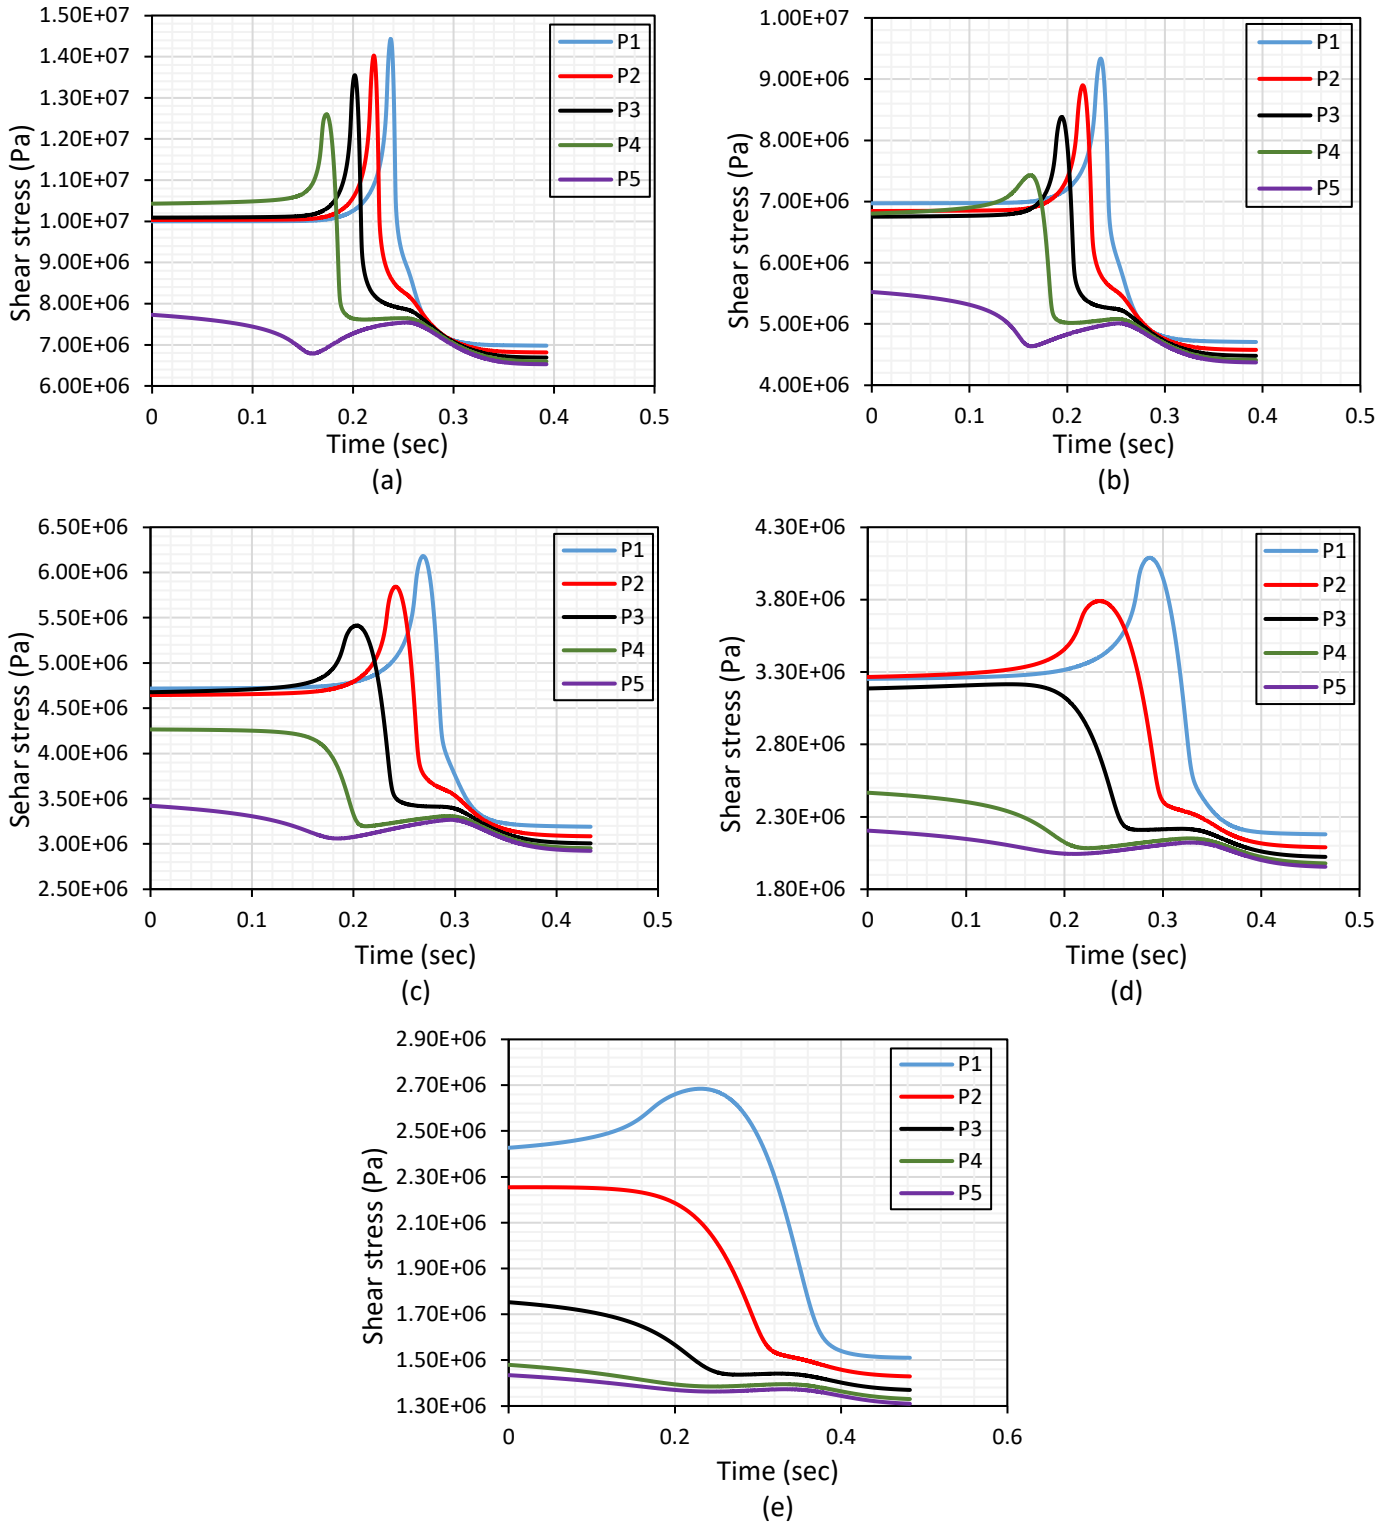 1.50E+07
1.40E+07
1.30E+07
1.20E+07
1.10E+07
1.00E+07
9.00E+06
8.00E+06
7.00E+06
6.00E+06
Shear stress (Pa)
P1
P2
P3
P4
P5
0 0.1 0.2 0.3 0.4 0.5
Time (sec)
(a)
1.00E+07
9.00E+06
8.00E+06
7.00E+06
6.00E+06
5.00E+06
4.00E+06
Shear stress (Pa)
P1
P2
P3
P4
P5
0 0.1 0.2 0.3 0.4 0.5
Time (sec)
(b)
6.50E+06
6.00E+06
5.50E+06
5.00E+06
4.50E+06
4.00E+06
3.50E+06
3.00E+06
2.50E+06
Sehar stress (Pa)
P1
P2
P3
P4
P5
0 0.1 0.2 0.3 0.4 0.5
Time (sec)
(c)
4.30E+06
3.80E+06
3.30E+06
2.80E+06
2.30E+06
1.80E+06
Shear stress (Pa)
P1
P2
P3
P4
P5
0 0.1 0.2 0.3 0.4 0.5
Time (sec)
(d)
2.90E+06
2.70E+06
2.50E+06
2.30E+06
2.10E+06
1.90E+06
1.70E+06
1.50E+06
1.30E+06
Shear stress (Pa)
P1
P2
P3
P4
P5
0 0.2 0.4 0.6
Time (sec)
(e)